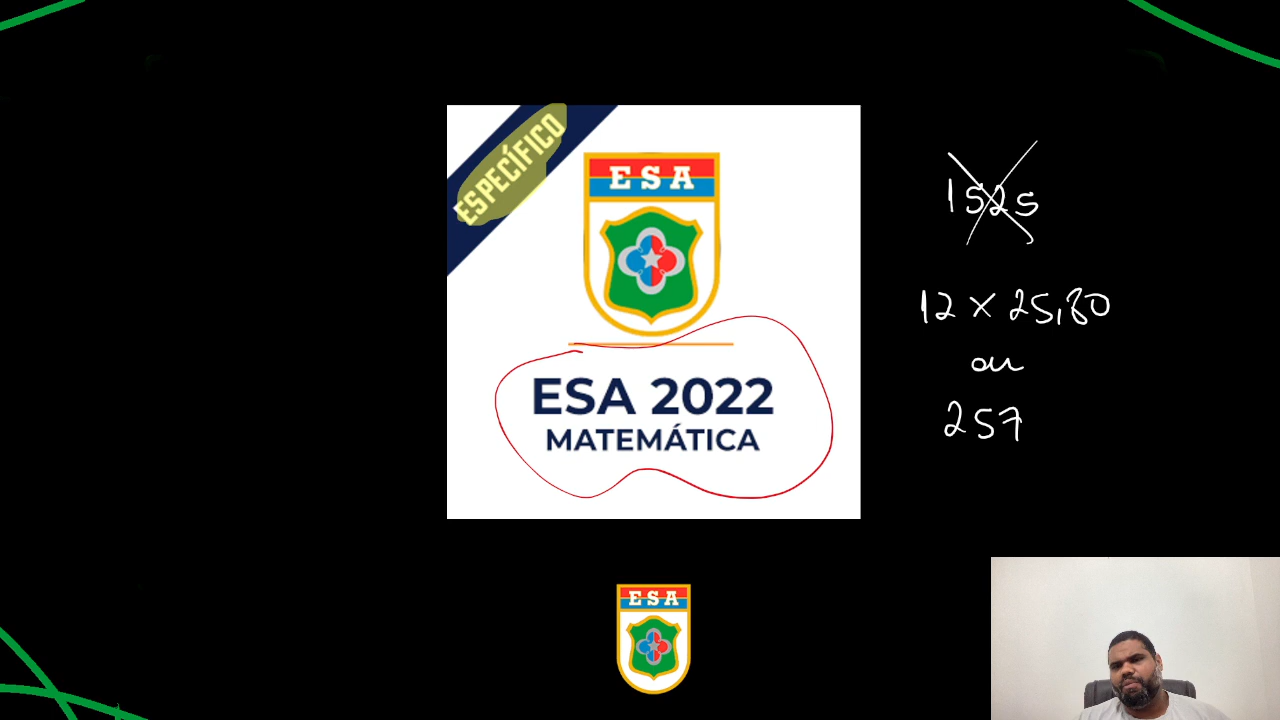 ESPECÍFICO
ESA
ESA 2022
MATEMÁTICA
1525
12 x 25,80
ou
257
ESA